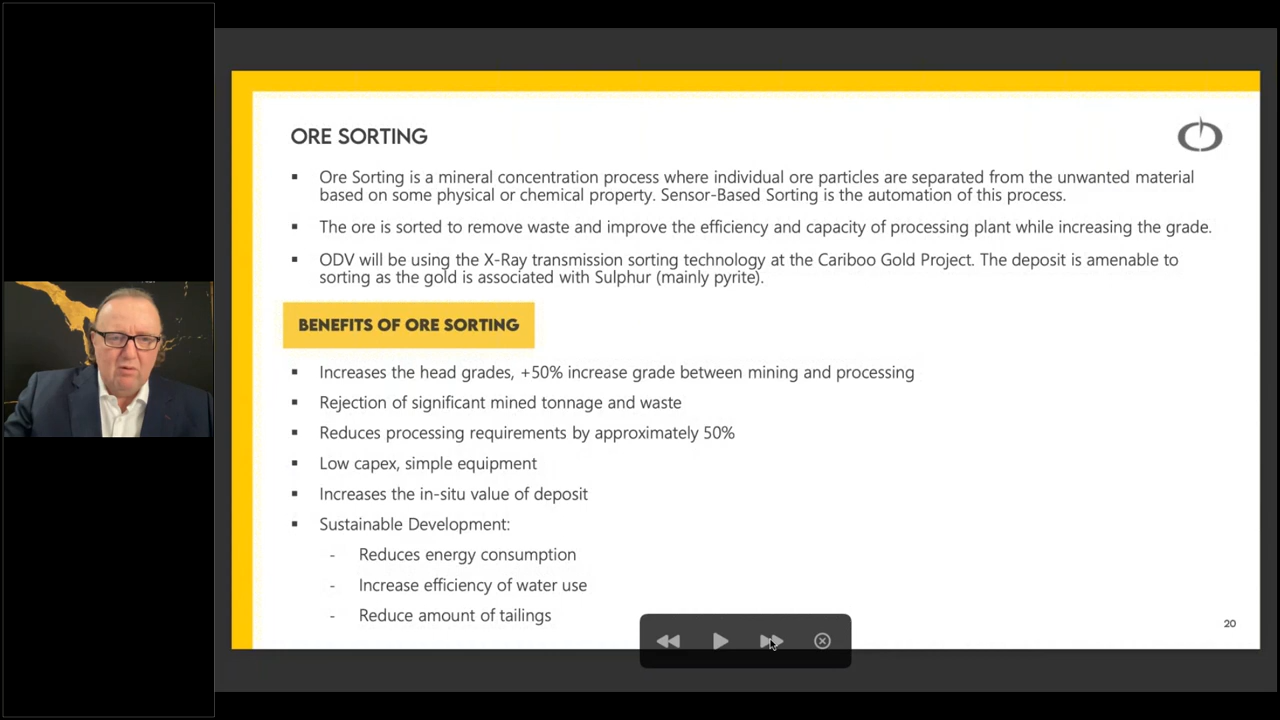 ORE SORTING
▪ Ore Sorting is a mineral concentration process where individual ore particles are separated from the unwanted material
based on some physical or chemical property. Sensor-Based Sorting is the automation of this process.
▪ The ore is sorted to remove waste and improve the efficiency and capacity of processing plant while increasing the grade.
▪ ODV will be using the X-Ray transmission sorting technology at the Cariboo Gold Project. The deposit is amenable to
sorting as the gold is associated with Sulphur (mainly pyrite).
BENEFITS OF ORE SORTING
▪ Increases the head grades, +50% increase grade between mining and processing
▪ Rejection of significant mined tonnage and waste
▪ Reduces processing requirements by approximately 50%
▪ Low capex, simple equipment
▪ Increases the in-situ value of deposit
▪ Sustainable Development:
- Reduces energy consumption
- Increase efficiency of water use
- Reduce amount of tailings
20